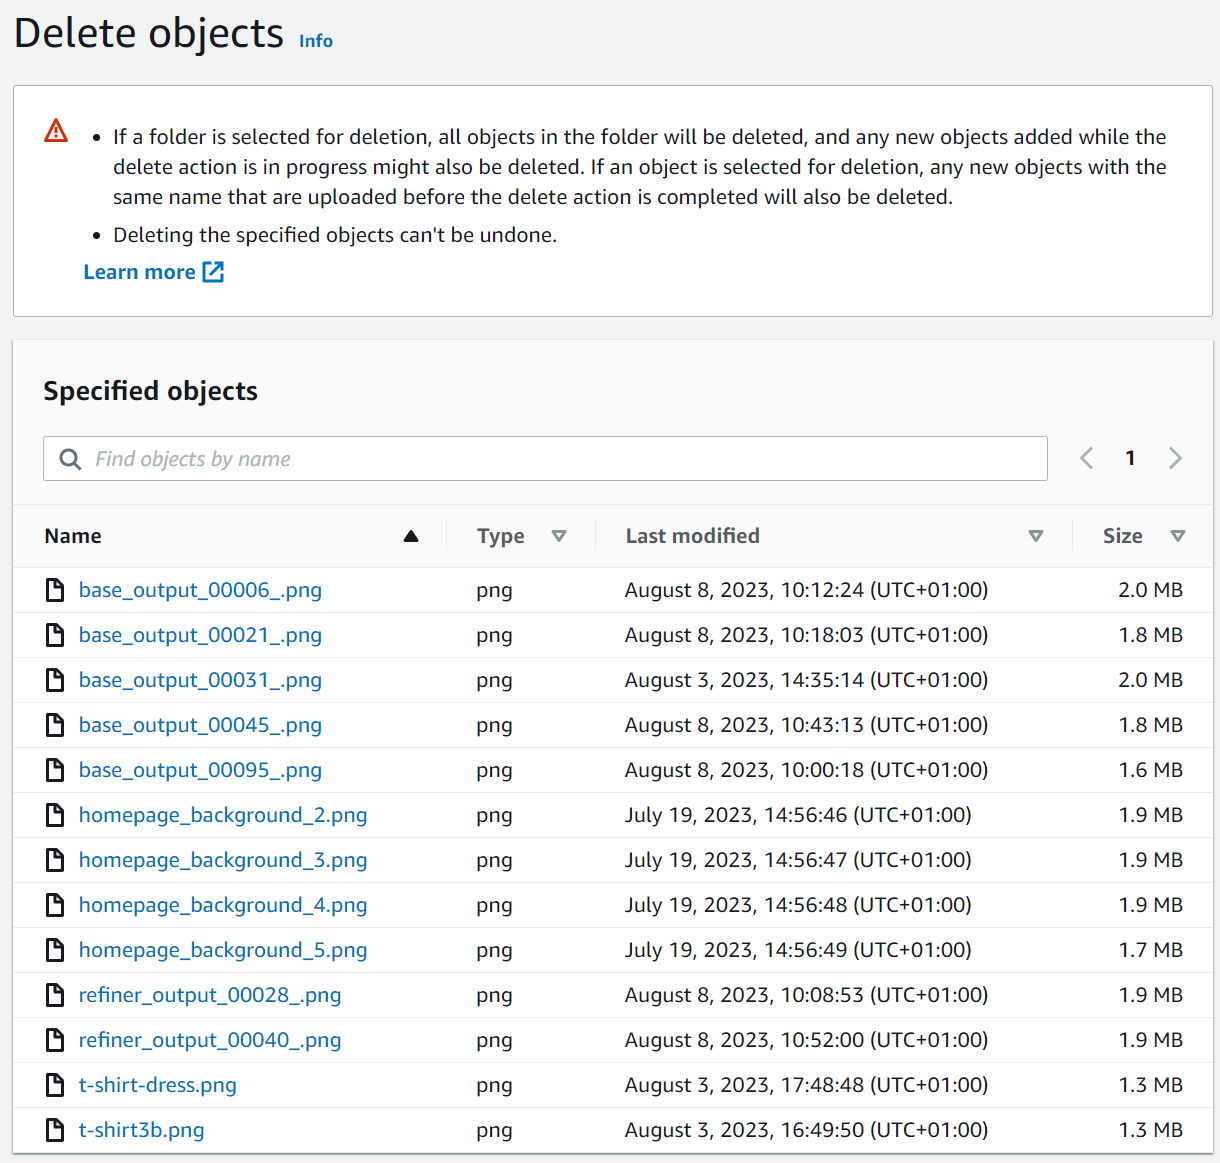 Delete objects Info
If a folder is selected for deletion, all objects in the folder will be deleted, and any new objects added while the
delete action is in progress might also be deleted. If an object is selected for deletion, any new objects with the
same name that are uploaded before the delete action is completed will also be deleted.
Deleting the specified objects can't be undone.
Learn more
Specified objects
Find objects by name 1
Name Type Last modified Size
base_output_00006_.png png August 8, 2023, 10:12:24 (UTC+01:00) 2.0 MB
base_output_00021_.png png August 8, 2023, 10:18:03 (UTC+01:00) 1.8 MB
base_output_00031_.png png August 3, 2023, 14:35:14 (UTC+01:00) 2.0 MB
base_output_00045_.png png August 8, 2023, 10:43:13 (UTC+01:00) 1.8 MB
base_output_00095_.png png August 8, 2023, 10:00:18 (UTC+01:00) 1.6 MB
homepage_background_2.png png July 19, 2023, 14:56:46 (UTC+01:00) 1.9 MB
homepage_background_3.png png July 19, 2023, 14:56:47 (UTC+01:00) 1.9 MB
homepage_background_4.png png July 19, 2023, 14:56:48 (UTC+01:00) 1.9 MB
homepage_background_5.png png July 19, 2023, 14:56:49 (UTC+01:00) 1.7 MB
refiner_output_00028_.png png August 8, 2023, 10:08:53 (UTC+01:00) 1.9 MB
refiner_output_00040_.png png August 8, 2023, 10:52:00 (UTC+01:00) 1.9 MB
t-shirt-dress.png png August 3, 2023, 17:48:48 (UTC+01:00) 1.3 MB
t-shirt3b.png png August 3, 2023, 16:49:50 (UTC+01:00) 1.3 MB